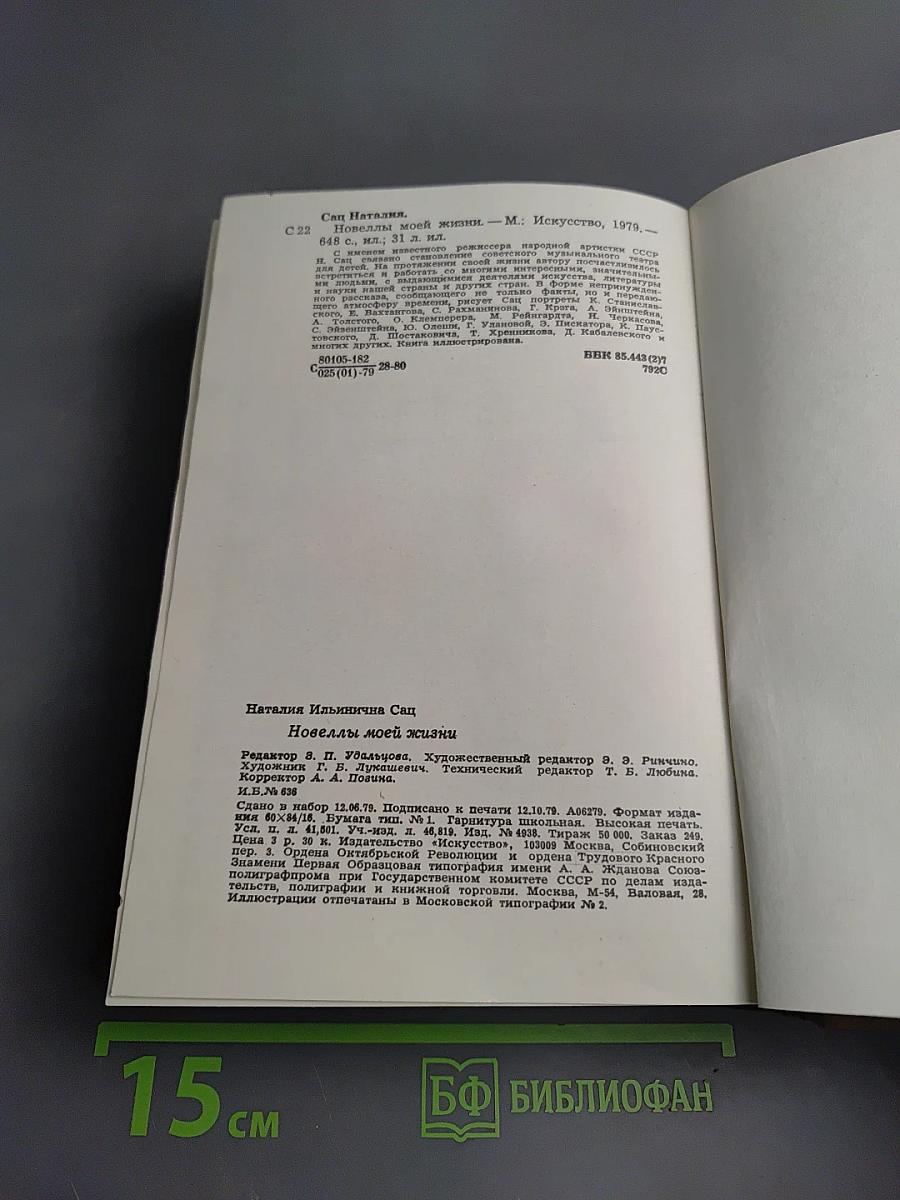 Сац Наталия.
С 22 Новеллы моей жизни. — М.: Искусство, 1979. —
648 с., ил.; 31 л. ил.
С именем известного режиссера народной артистки СССР
Н. Сац связано становление советского музыкального театра
для детей. На протяжении своей жизни автору посчастливилось
встретиться и работать со многими интересными, значительны-
ми людьми, с выдающимися деятелями искусства, литературы
и науки нашей страны и других стран. В форме непринужден-
ного рассказа, сообщающего не только факты, но и передаю-
щего атмосферу времени, рисует Сац портреты К. Станислав-
ского, Е. Вахтангова, С. Рахманинова, Г. Крэга, А. Эйнштейна,
А. Толстого, О. Клемперера, М. Рейнгардта, Н. Черкасова,
С. Эйзенштейна, Ю. Олеши, Г. Улановой, Э. Пискатора, К. Паус-
товского, Д. Шостаковича, Т. Хренникова, Д. Кабалевского и
многих других. Книга иллюстрирована.
С 80105-182
025(01)-79 28-80
ББК 85.443(2)7
792С
Наталия Ильинична Сац
Новеллы моей жизни
Редактор З. П. Удальцова. Художественный редактор Э. Э. Ринчино.
Художник Г. Б. Лукашевич. Технический редактор Т. Б. Любина.
Корректор А. А. Позина.
И.Б.№ 636
Сдано в набор 12.06.79. Подписано к печати 12.10.79. А06279. Формат изда-
ния 60×84/16. Бумага тип. № 1. Гарнитура школьная. Высокая печать.
Усл. п. л. 41,501. Уч.-изд. л. 46,819. Изд. № 4938. Тираж 50 000. Заказ 249.
Цена 3 р. 30 к. Издательство «Искусство», 103009 Москва, Собиновский
пер. 3. Ордена Октябрьской Революции и ордена Трудового Красного
Знамени Первая Образцовая типография имени А. А. Жданова Союз-
полиграфпрома при Государственном комитете СССР по делам изда-
тельств, полиграфии и книжной торговли. Москва, М-54, Валовая, 28.
Иллюстрации отпечатаны в Московской типографии № 2.
15 см
БФ БИБЛИОФАН